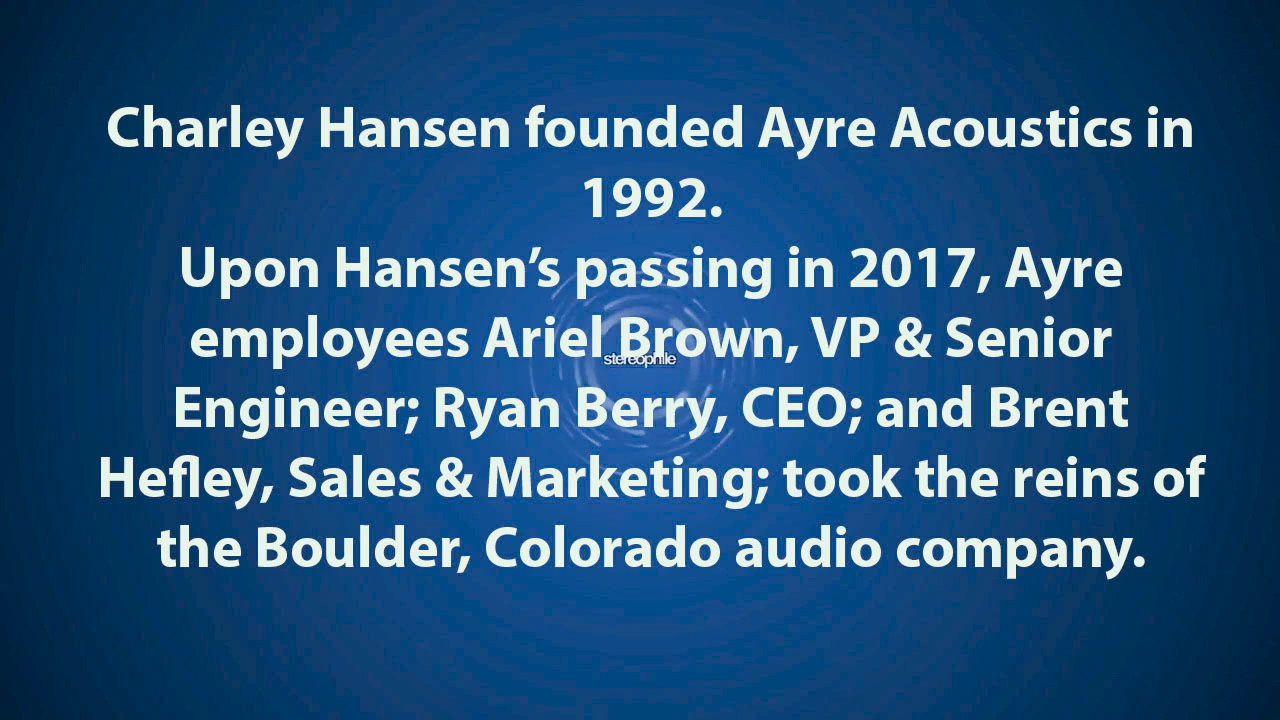 Charley Hansen founded Ayre Acoustics in
1992.
Upon Hansen’s passing in 2017, Ayre
employees Ariel Brown, VP & Senior
stereophile
Engineer; Ryan Berry, CEO; and Brent
Hefley, Sales & Marketing; took the reins of
the Boulder, Colorado audio company.